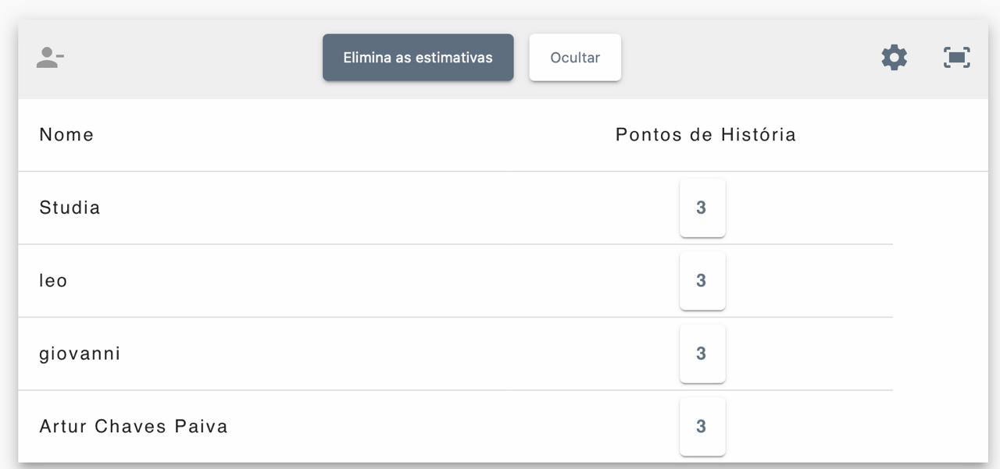 Elimina as estimativas Ocultar
Nome Pontos de História
Studia 3
leo 3
giovanni 3
Artur Chaves Paiva 3